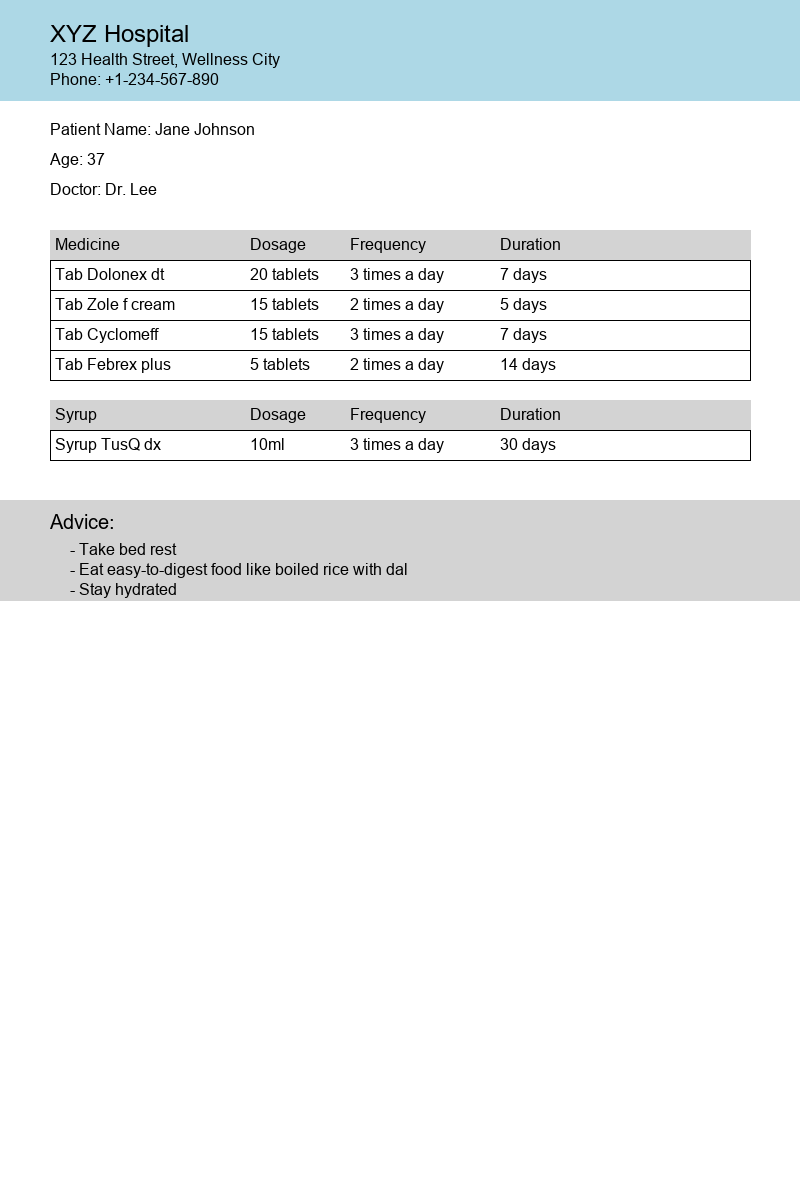 XYZ Hospital
123 Health Street, Wellness City
Phone: +1-234-567-890
Patient Name: Jane Johnson
Age: 37
Doctor: Dr. Lee
Medicine Dosage Frequency Duration
Tab Dolonex dt 20 tablets 3 times a day 7 days
Tab Zole f cream 15 tablets 2 times a day 5 days
Tab Cyclomeff 15 tablets 3 times a day 7 days
Tab Febrex plus 5 tablets 2 times a day 14 days
Syrup Dosage Frequency Duration
Syrup TusQ dx 10ml 3 times a day 30 days
Advice:
- Take bed rest
- Eat easy-to-digest food like boiled rice with dal
- Stay hydrated